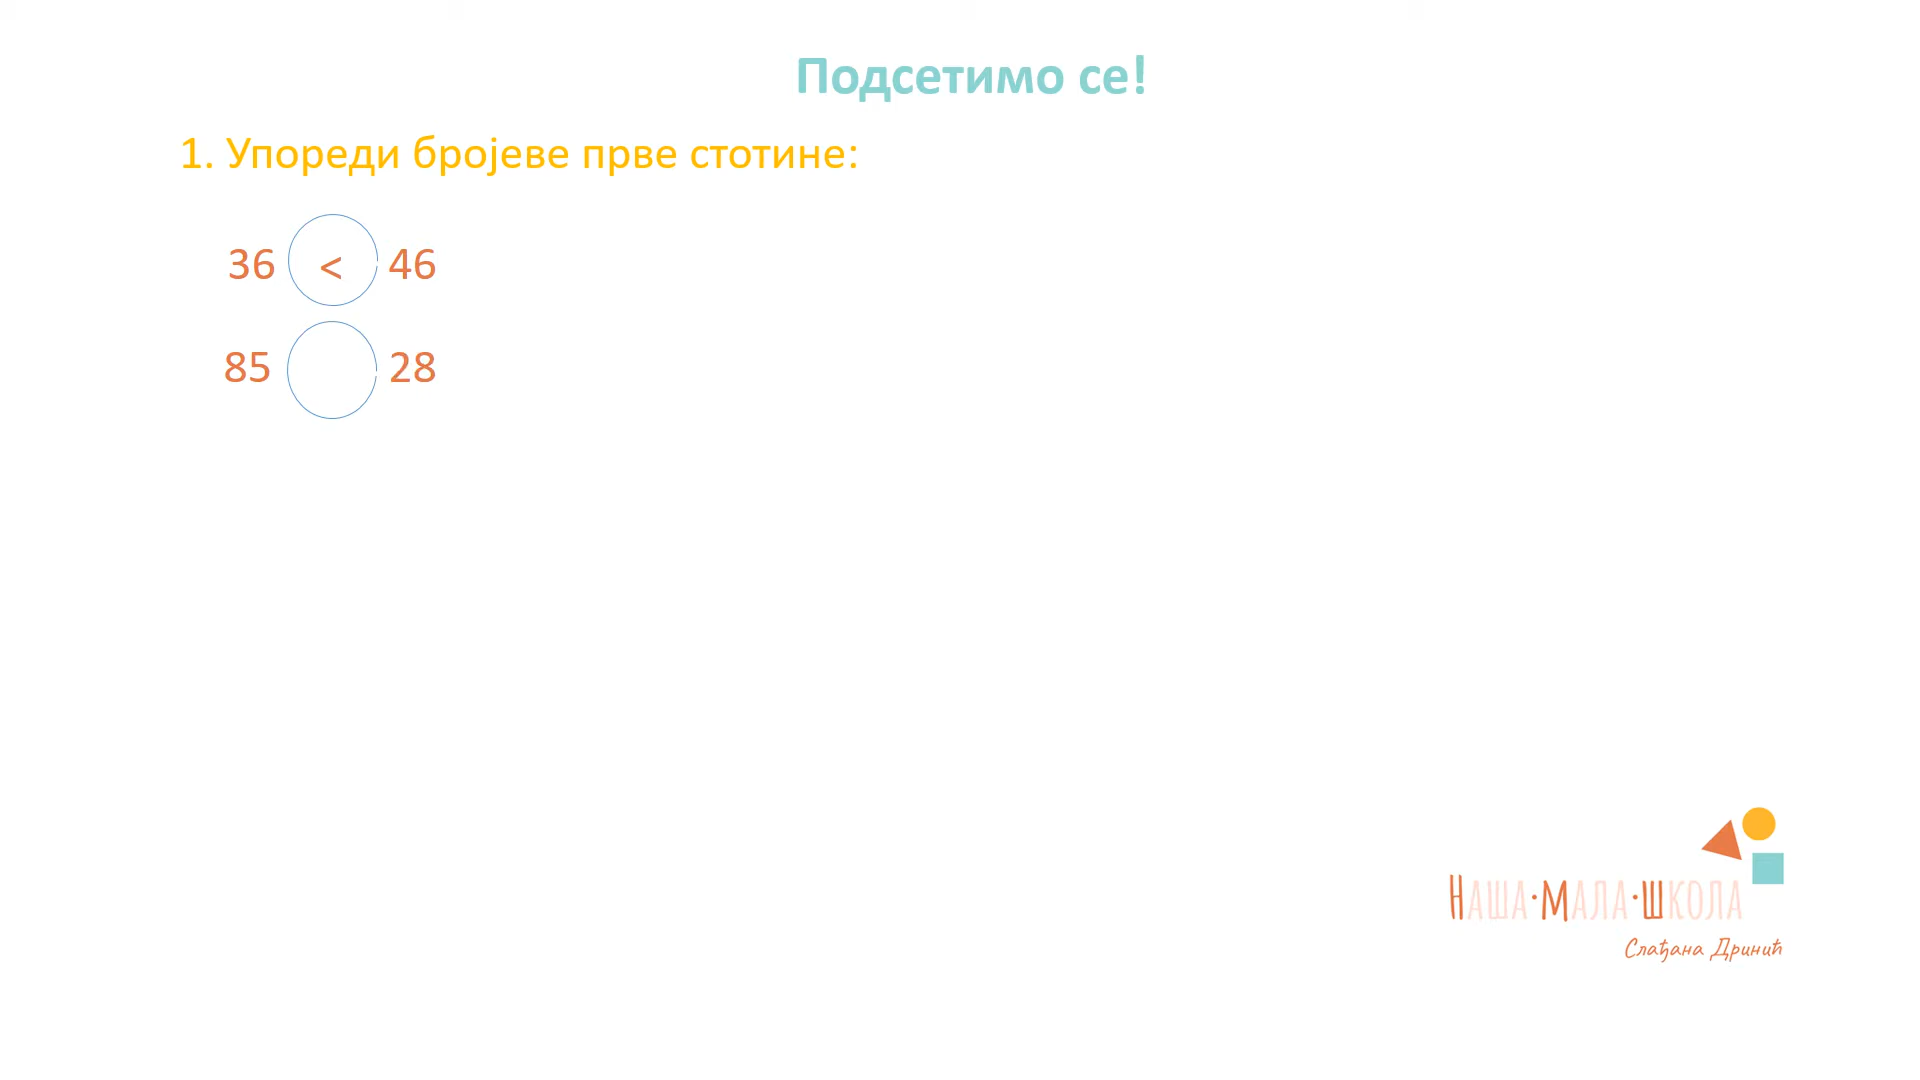 Подсетимо се!
1. Упореди бројеве прве стотине:
36 < 46
85 28
НАША·МАЛА·ШКОЛА
Слађана Дринић